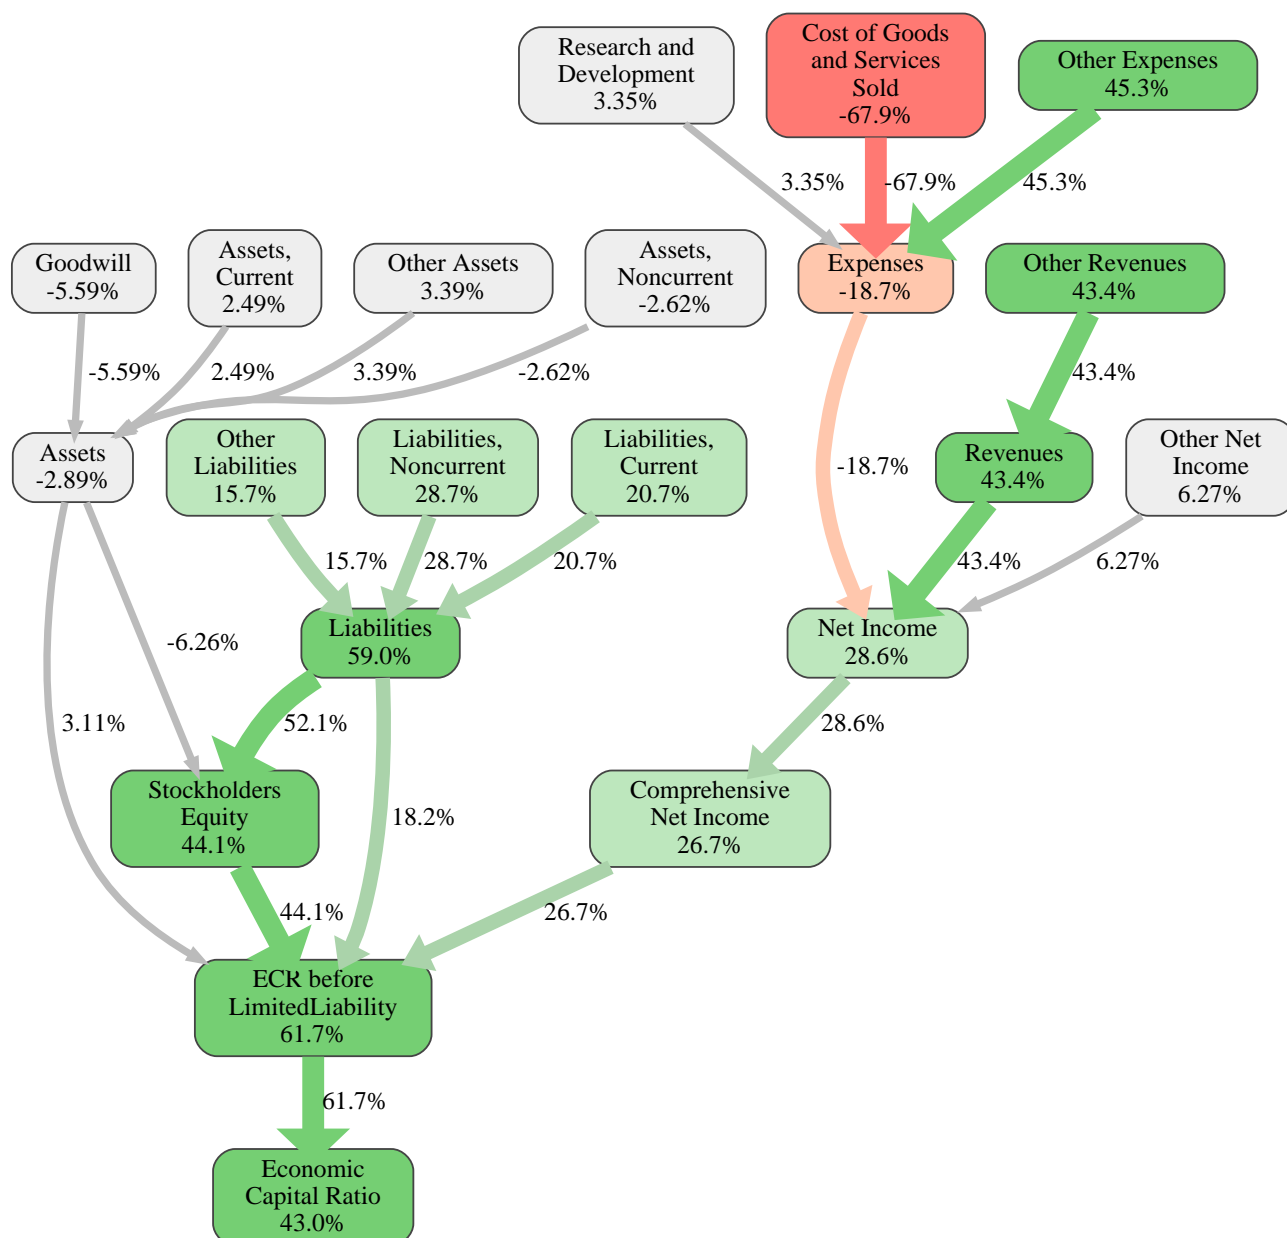 Research and
Development
3.35%
Cost of Goods
and Services
Sold
-67.9%
Other Expenses
45.3%
3.35%
-67.9%
45.3%
Goodwill
-5.59%
Assets,
Current
2.49%
Other Assets
3.39%
Assets,
Noncurrent
-2.62%
Expenses
-18.7%
Other Revenues
43.4%
-5.59%
2.49%
3.39%
-2.62%
43.4%
Assets
-2.89%
Other
Liabilities
15.7%
Liabilities,
Noncurrent
28.7%
Liabilities,
Current
20.7%
-18.7%
Revenues
43.4%
Other Net
Income
6.27%
15.7%
28.7%
20.7%
43.4%
6.27%
Liabilities
59.0%
Net Income
28.6%
-6.26%
3.11%
52.1%
28.6%
Stockholders
Equity
44.1%
18.2%
Comprehensive
Net Income
26.7%
44.1%
26.7%
ECR before
LimitedLiability
61.7%
61.7%
Economic
Capital Ratio
43.0%